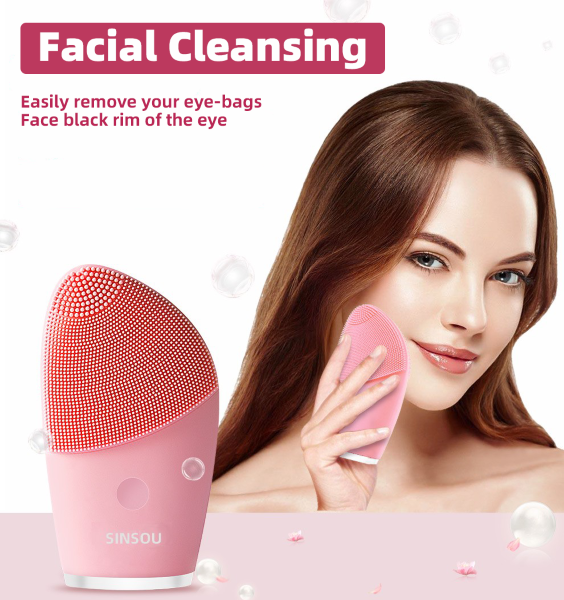 Facial Cleansing
Easily remove your eye-bags
Face black rim of the eye
SINSOU